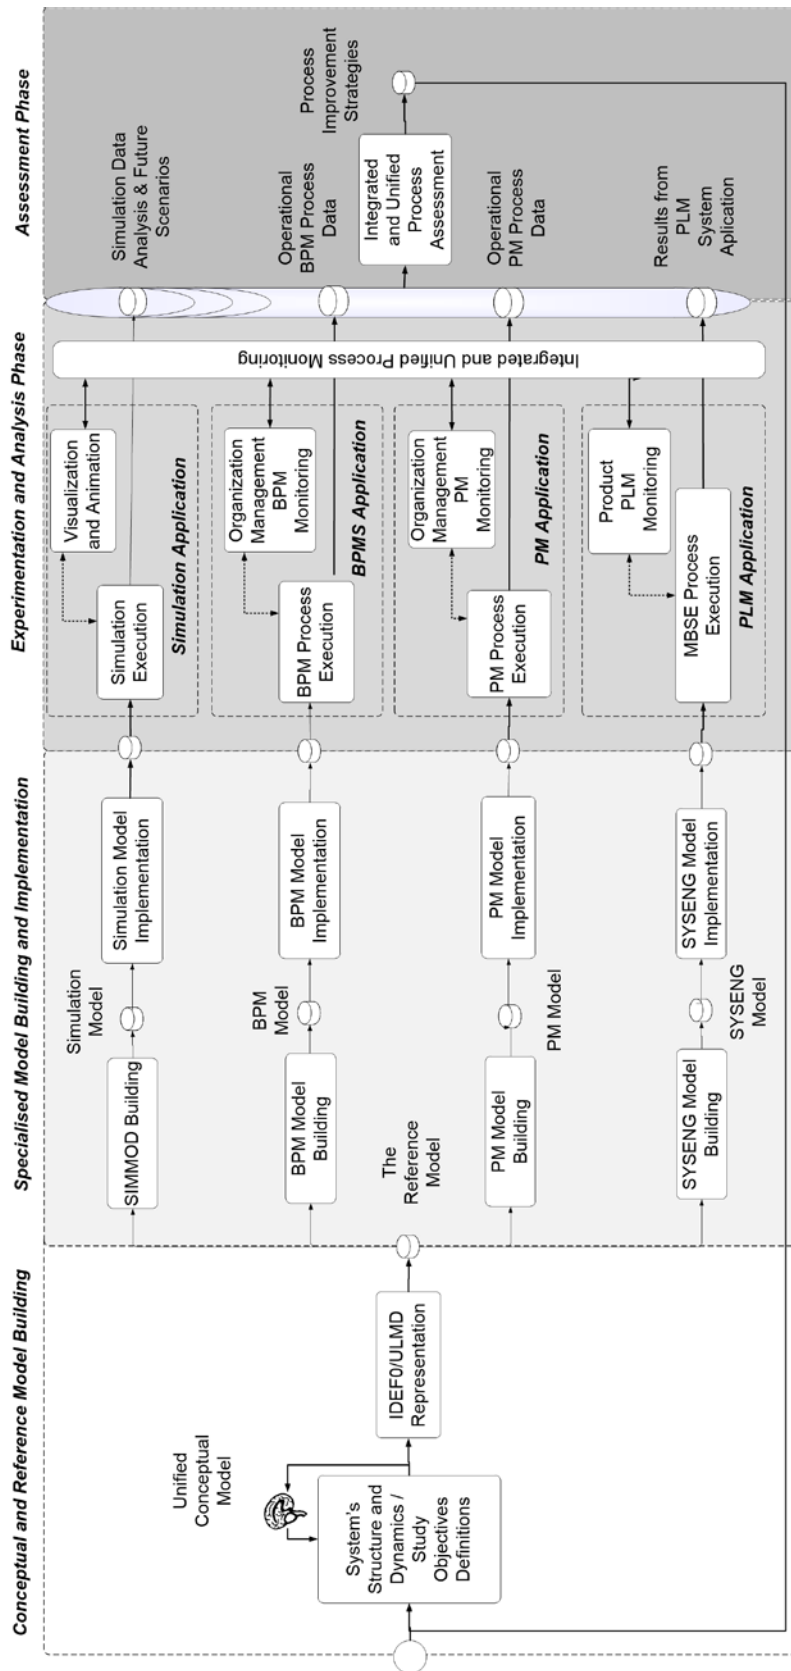 Conceptual and Reference Model Building
Specialised Model Building and Implementation
Experimentation and Analysis Phase
Assessment Phase
Unified
Conceptual
Model
System's
Structure and
Dynamics /
Study
Objectives
Definitions
IDEF0/ULMD
Representation
The
Reference
Model
SIMMOD Building
Simulation
Model
Simulation Model
Implementation
Simulation
Execution
Visualization
and Animation
Simulation Application
Simulation Data
Analysis & Future
Scenarios
BPM Model
Building
BPM
Model
BPM Model
Implementation
BPM Process
Execution
Organization
Management
BPM
Monitoring
BPMS Application
Operational
BPM Process
Data
PM Model
Building
PM Model
PM Model
Implementation
PM Process
Execution
Organization
Management
PM
Monitoring
PM Application
Operational
PM Process
Data
SYSENG Model
Building
SYSENG
Model
SYSENG Model
Implementation
MBSE Process
Execution
Product
PLM
Monitoring
PLM Application
Results from
PLM
System
Aplication
Integrated and Unified Process Monitoring
Integrated
and Unified
Process
Assessment
Process
Improvement
Strategies